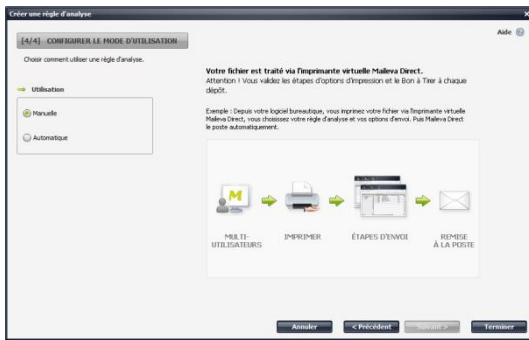 Créer une règle d'analyse
Aide
[4/4] CONFIGURER LE MODE D'UTILISATION
Choisir comment utiliser une règle d'analyse.
Utilisation
Manuelle
Automatique
Votre fichier est traité via l'imprimante virtuelle Maileva Direct.
Attention ! Vous validez les étapes d'options d'impression et le Bon à Tirer à chaque
dépôt.
Exemple : Depuis votre logiciel bureautique, vous imprimez votre fichier via l'imprimante virtuelle
Maileva Direct, vous choisissez votre règle d'analyse et vos options d'envoi. Puis Maileva Direct
le poste automatiquement.
M
MULTI-
UTILISATEURS
IMPRIMER
ÉTAPES D'ENVOI
REMISE
À LA POSTE
Annuler
< Précédent
Suivant >
Terminer